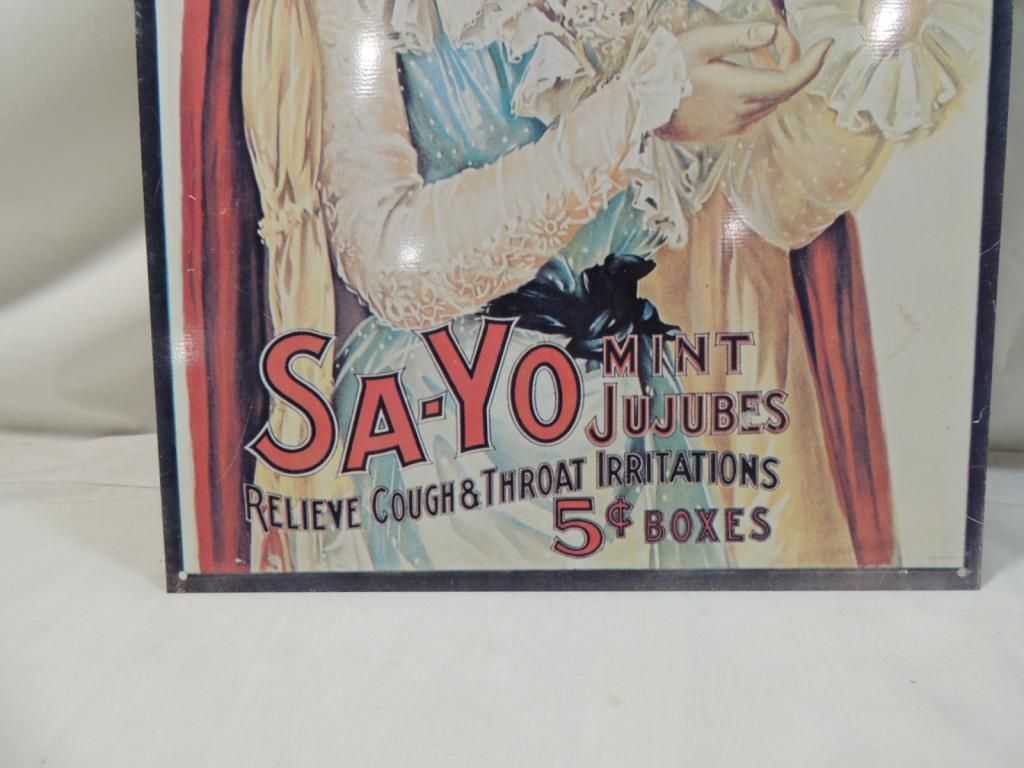 SA-YO MINT
JUJUBES
RELIEVE COUGH & THROAT IRRITATIONS
5¢ BOXES